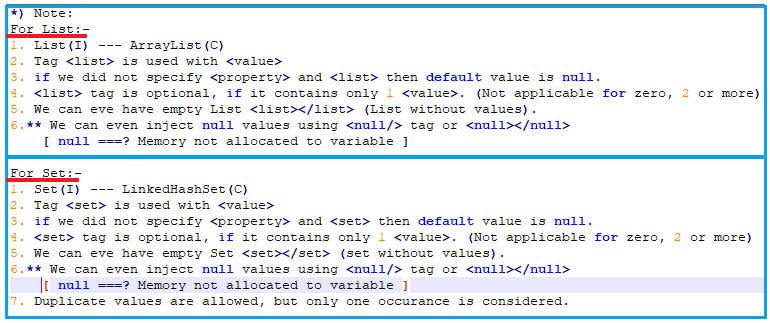 *) Note:
For List:-
1. List(I) --- ArrayList(C)
2. Tag <list> is used with <value>
3. if we did not specify <property> and <list> then default value is null.
4. <list> tag is optional, if it contains only 1 <value>. (Not applicable for zero, 2 or more)
5. We can eve have empty List <list></list> (List without values).
6.** We can even inject null values using <null/> tag or <null></null>
[ null ===? Memory not allocated to variable ]
For Set:-
1. Set(I) --- LinkedHashSet(C)
2. Tag <set> is used with <value>
3. if we did not specify <property> and <set> then default value is null.
4. <set> tag is optional, if it contains only 1 <value>. (Not applicable for zero, 2 or more)
5. We can eve have empty Set <set></set> (set without values).
6.** We can even inject null values using <null/> tag or <null></null>
[ null ===? Memory not allocated to variable ]
7. Duplicate values are allowed, but only one occurance is considered.